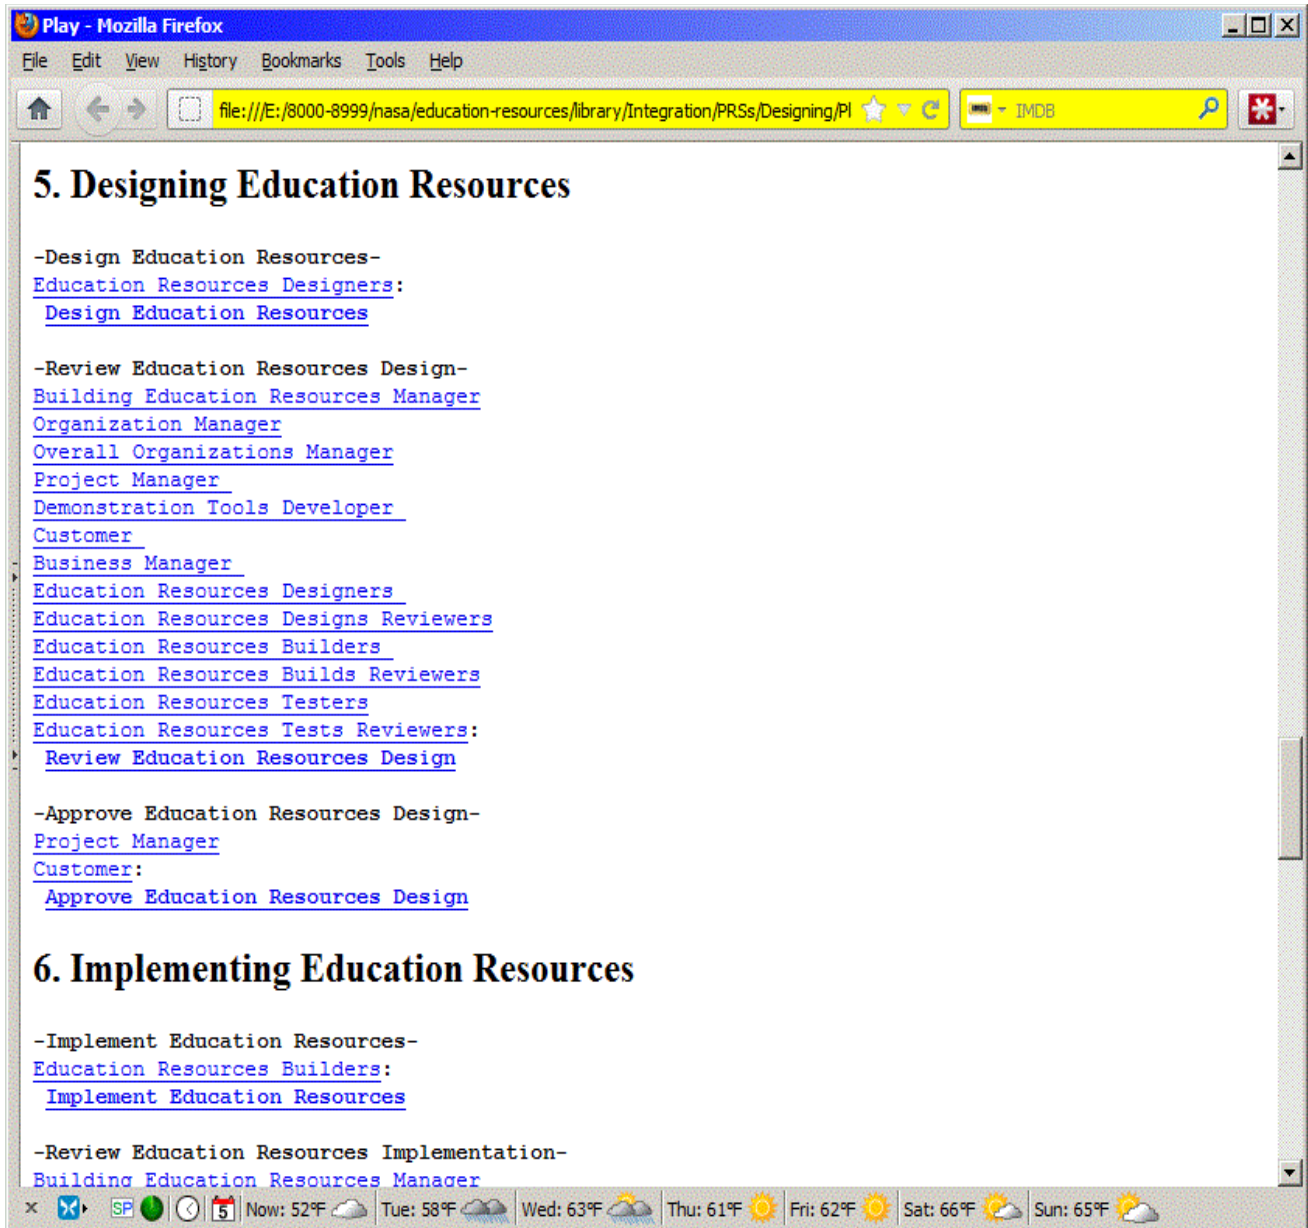 Play - Mozilla Firefox
File Edit View History Bookmarks Tools Help
file:///E:/8000-8999/nasa/education-resources/library/Integration/PRSs/Designing/Pl IMDB
5. Designing Education Resources
-Design Education Resources-
Education Resources Designers:
Design Education Resources
-Review Education Resources Design-
Building Education Resources Manager
Organization Manager
Overall Organizations Manager
Project Manager
Demonstration Tools Developer
Customer
Business Manager
Education Resources Designers
Education Resources Designs Reviewers
Education Resources Builders
Education Resources Builds Reviewers
Education Resources Testers
Education Resources Tests Reviewers:
Review Education Resources Design
-Approve Education Resources Design-
Project Manager
Customer:
Approve Education Resources Design
6. Implementing Education Resources
-Implement Education Resources-
Education Resources Builders:
Implement Education Resources
-Review Education Resources Implementation-
Building Education Resources Manager
SP 5 Now: 52°F Tue: 58°F Wed: 63°F Thu: 61°F Fri: 62°F Sat: 66°F Sun: 65°F